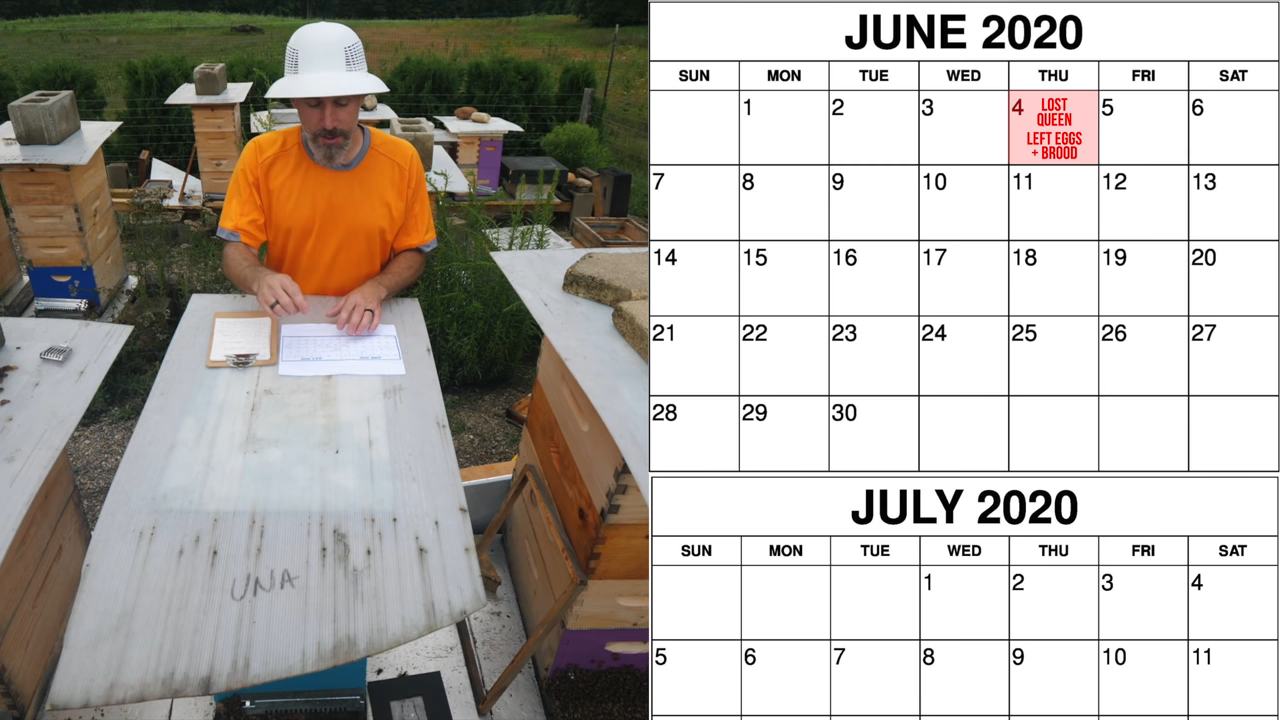 UNA
JUNE 2020
SUN MON TUE WED THU FRI SAT
1 2 3 4 5 6
LOST
QUEEN
LEFT EGGS
+ BROOD
7 8 9 10 11 12 13
14 15 16 17 18 19 20
21 22 23 24 25 26 27
28 29 30
JULY 2020
SUN MON TUE WED THU FRI SAT
1 2 3 4
5 6 7 8 9 10 11